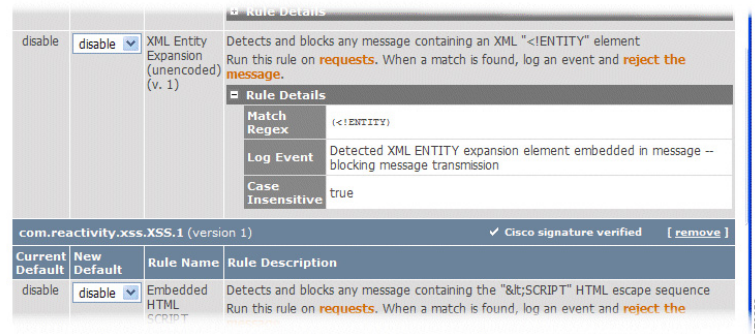 Rule Details
disable disable XML Entity Expansion (unencoded) (v. 1)
Detects and blocks any message containing an XML "<!ENTITY" element
Run this rule on requests. When a match is found, log an event and reject the
message.
Rule Details
Match Regex (<!ENTITY)
Log Event Detected XML ENTITY expansion element embedded in message --
blocking message transmission
Case Insensitive true
com.reactivity.xss.XSS.1 (version 1) ✓ Cisco signature verified [ remove ]
Current Default New Default Rule Name Rule Description
disable disable Embedded HTML SCRIPT
Detects and blocks any message containing the "&lt;SCRIPT" HTML escape sequence
Run this rule on requests. When a match is found, log an event and reject the